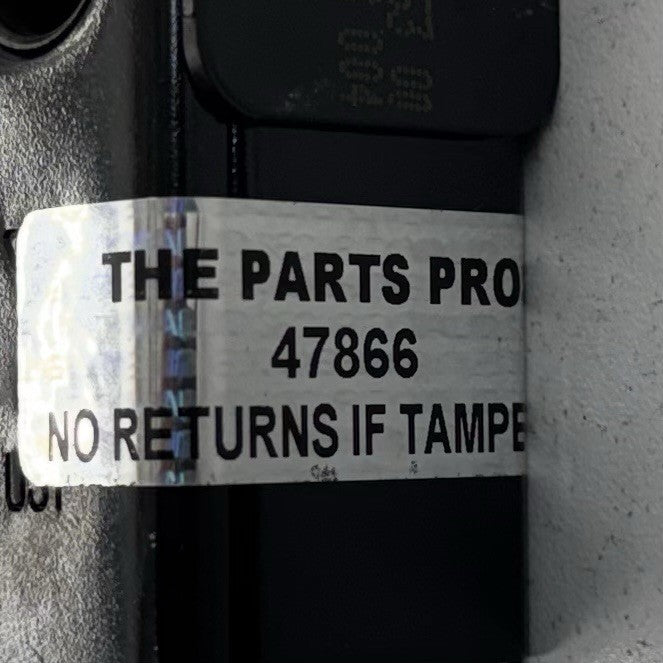 THE PARTS PRO
47866
NO RETURNS IF TAMPE